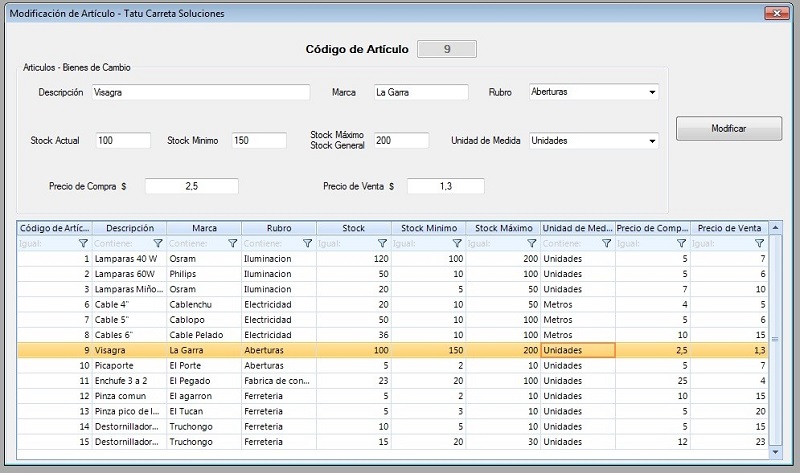 Modificación de Artículo - Tatu Carreta Soluciones
Código de Artículo 9
Articulos - Bienes de Cambio
Descripción Visagra Marca La Garra Rubro Aberturas
Stock Actual 100 Stock Minimo 150 Stock Máximo Stock General 200 Unidad de Medida Unidades
Modificar
Precio de Compra $ 2,5 Precio de Venta $ 1,3
Código de Artíc... Descripción Marca Rubro Stock Stock Minimo Stock Máximo Unidad de Med... Precio de Comp... Precio de Venta
Igual: Contiene: Contiene: Contiene: Igual: Igual: Igual: Contiene: Igual: Igual:
1 Lamparas 40 W Osram Iluminacion 120 100 200 Unidades 5 7
2 Lamparas 60W Philips Iluminacion 50 10 100 Unidades 5 6
3 Lamparas Miño... Osram Iluminacion 20 5 50 Unidades 7 10
6 Cable 4" Cablenchu Electricidad 20 10 50 Metros 4 5
7 Cable 5" Cablopo Electricidad 50 10 100 Metros 5 6
8 Cables 6" Cable Pelado Electricidad 36 10 100 Metros 10 15
9 Visagra La Garra Aberturas 100 150 200 Unidades 2,5 1,3
10 Picaporte El Porte Aberturas 5 2 10 Unidades 5 7
11 Enchufe 3 a 2 El Pegado Fabrica de con... 23 20 100 Unidades 25 4
12 Pinza comun El agarron Ferreteria 5 2 10 Unidades 10 15
13 Pinza pico de l... El Tucan Ferreteria 5 3 10 Unidades 5 20
14 Destornillador... Truchongo Ferreteria 10 5 10 Unidades 5 15
15 Destornillador... Truchongo Ferreteria 15 20 30 Unidades 12 23